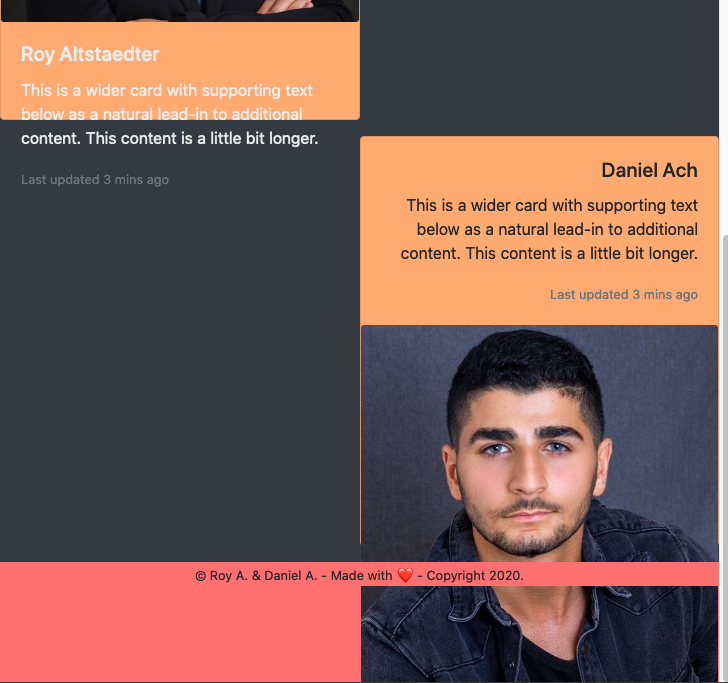 Roy Altstaedter
This is a wider card with supporting text
below as a natural lead-in to additional
content. This content is a little bit longer.
Last updated 3 mins ago
Daniel Ach
This is a wider card with supporting text
below as a natural lead-in to additional
content. This content is a little bit longer.
Last updated 3 mins ago
© Roy A. & Daniel A. - Made with ❤️ - Copyright 2020.